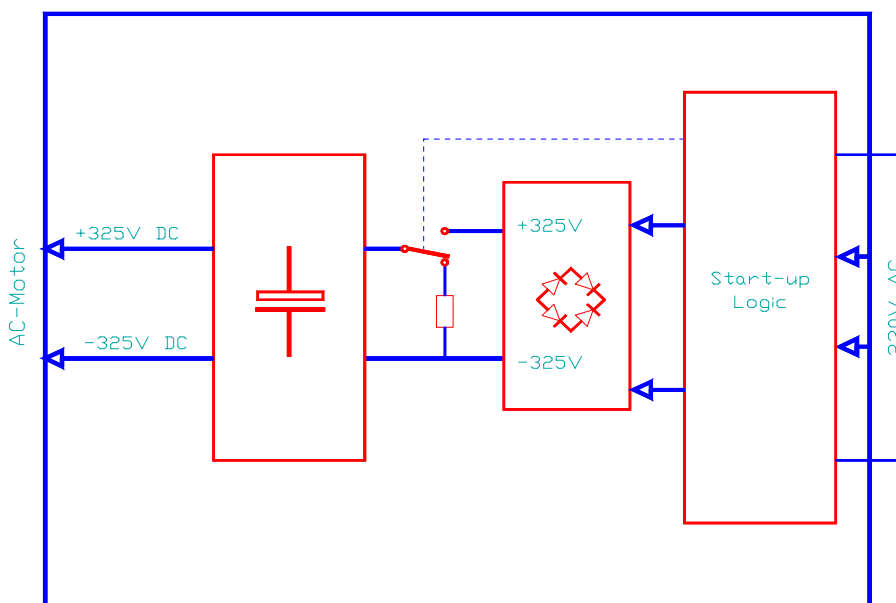 AC-Motor
+325V DC
-325V DC
+325V
-325V
Start-up
Logic